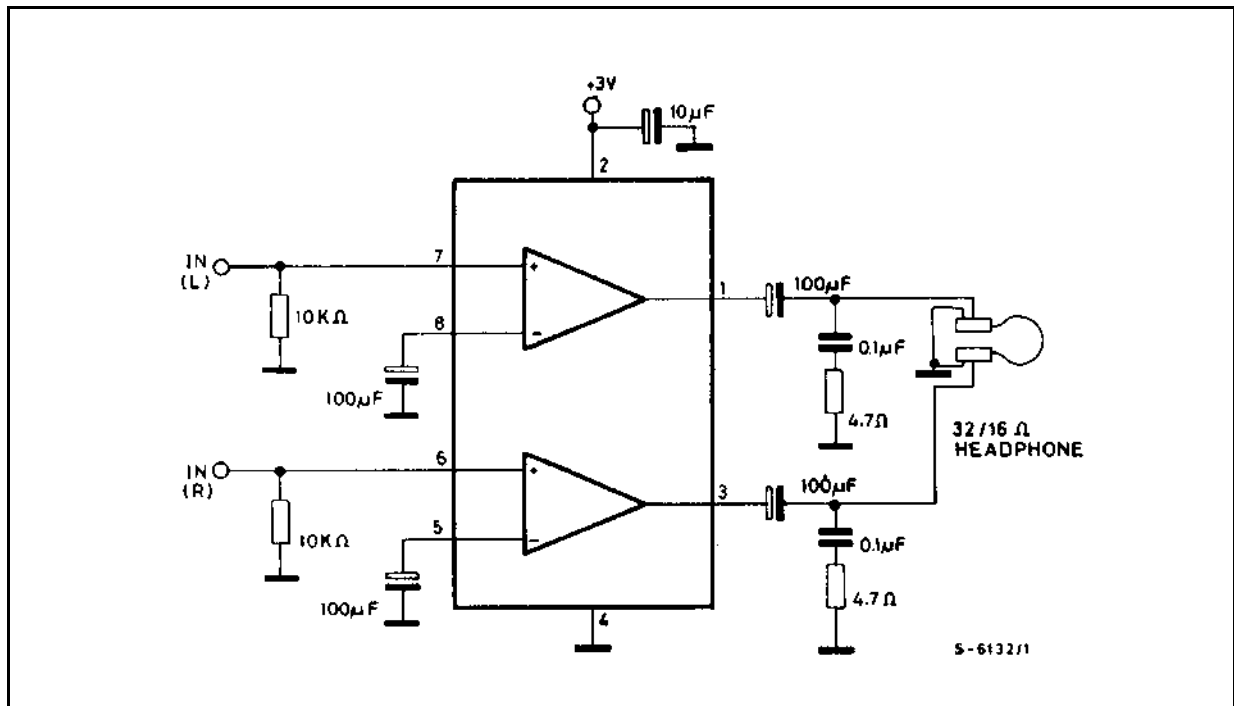 +3V
10µF
2
IN
(L)
7
1
100µF
10KΩ
8
0.1µF
100µF
4.7Ω
32/16 Ω
HEADPHONE
IN
(R)
6
3
100µF
10KΩ
5
0.1µF
100µF
4.7Ω
4
S-6132/1